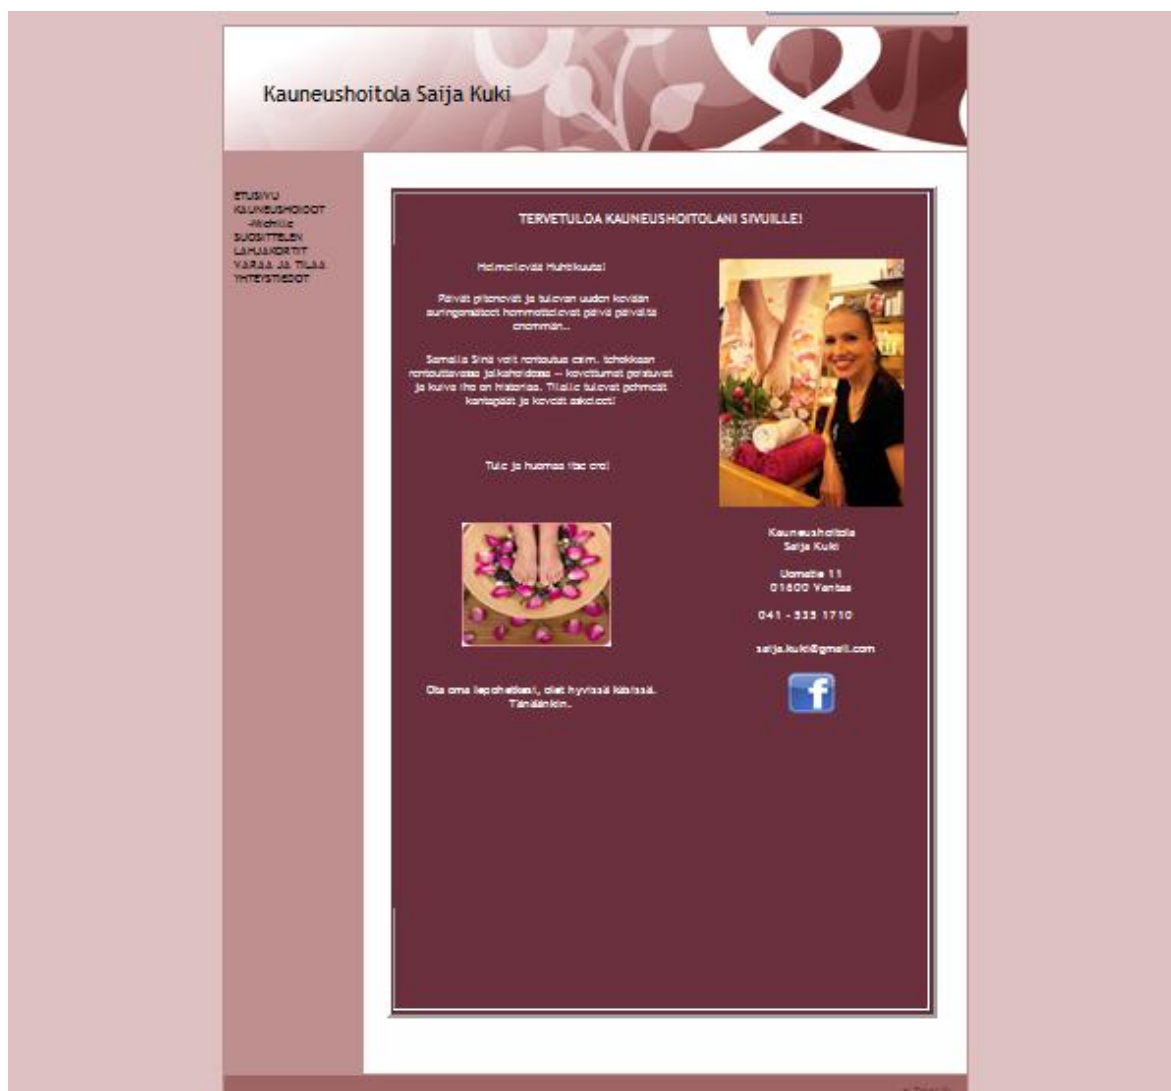 Kauneushoitola Saija Kuki
ETUSIVU
KAUNEUSHOIDOT
-Miehille
SUOSITTELEN
LAHJAKORTIT
VARAA JA TILAA
YHTEYSTIEDOT
TERVETULOA KAUNEUSHOITOLANI SIVUILLE!
Helmeilevää Huhtikuuta!
Päivät pitenevät ja tulevan uuden kevään
auringonsäteet hemmottelevat päivä päivältä
enemmän..
Samalla Sinä voit rentoutua esim. tehokkaan
rentouttavassa jalkahoidossa – kovettumat poistuvat
ja kuiva iho on historiaa. Tilalle tulevat pehmeät
kantapäät ja keveät askeleet!
Tule ja huomaa itse ero!
Ota oma lepohetkesi, olet hyvissä käsissä.
Tänäänkin.
Kauneushoitola
Saija Kuki
Uomatie 11
01600 Vantaa
041 - 535 1710
saija.kuki@gmail.com
f